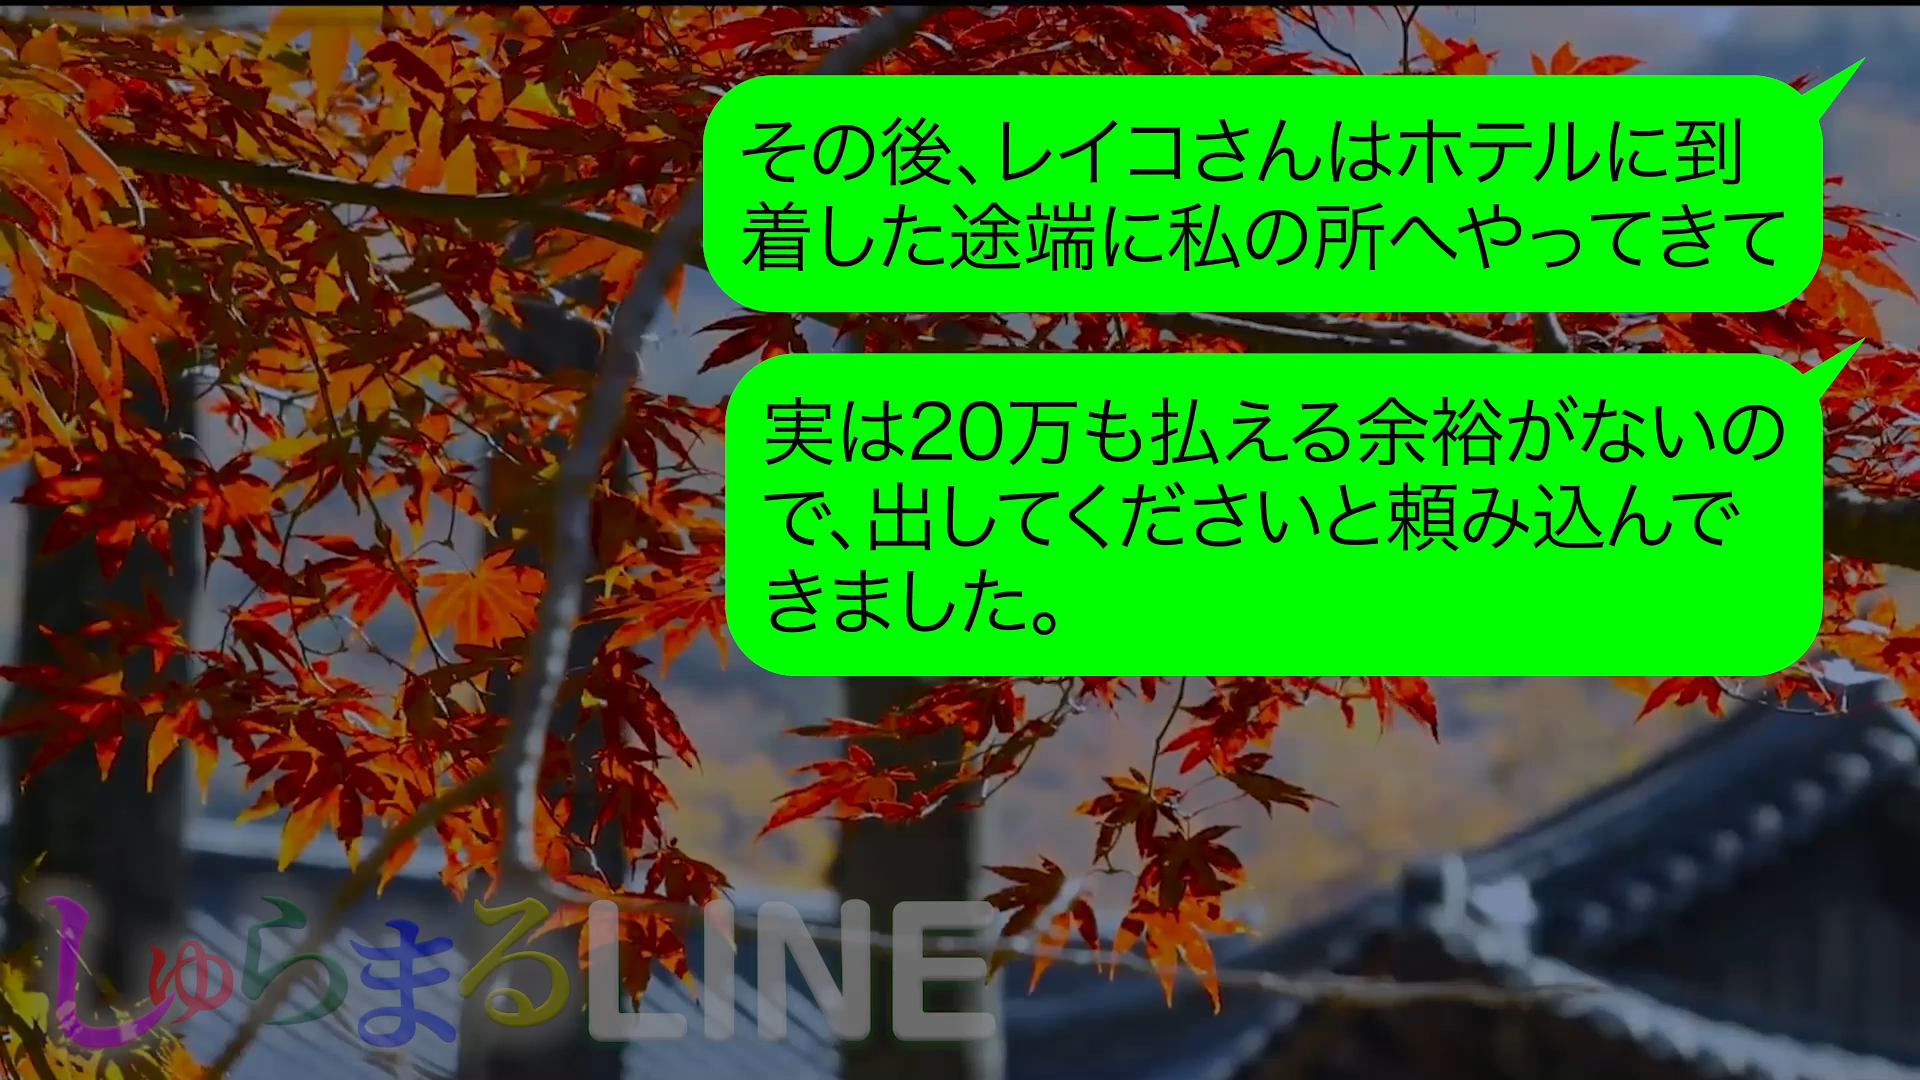 その後、レイコさんはホテルに到
着した途端に私の所へやってきて
実は20万も払える余裕がないの
で、出してくださいと頼み込んで
きました。
しゅらまるLINE